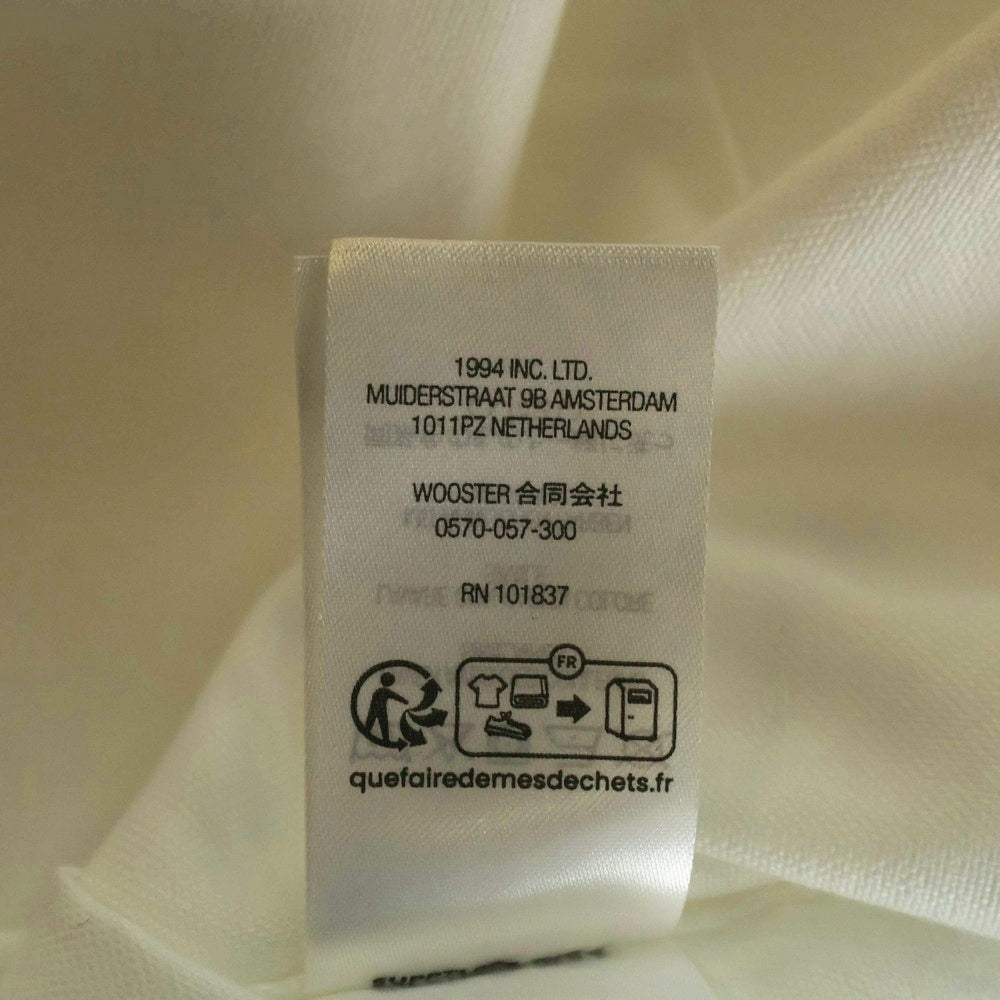 1994 INC. LTD.
MUIDERSTRAAT 9B AMSTERDAM
1011PZ NETHERLANDS
WOOSTER 合同会社
0570-057-300
RN 101837
FR
quefairedemesdechets.fr